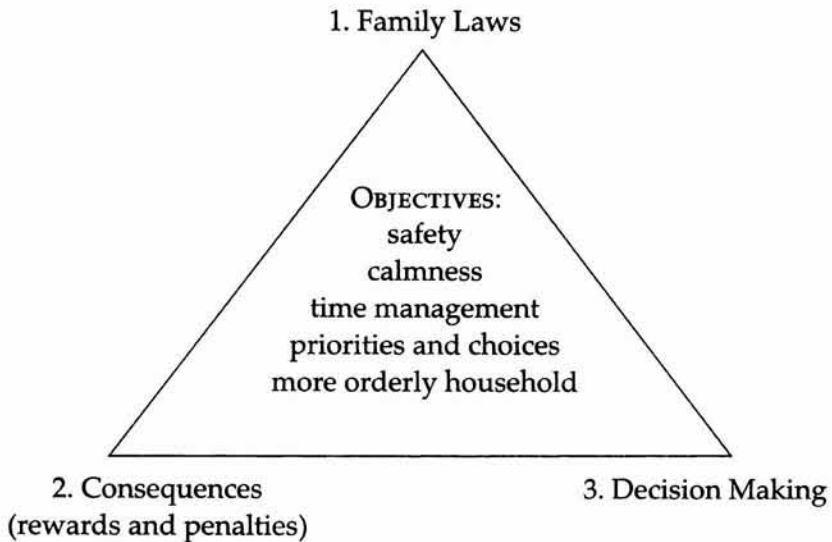 1. Family Laws
OBJECTIVES:
safety
calmness
time management
priorities and choices
more orderly household
2. Consequences
(rewards and penalties)
3. Decision Making